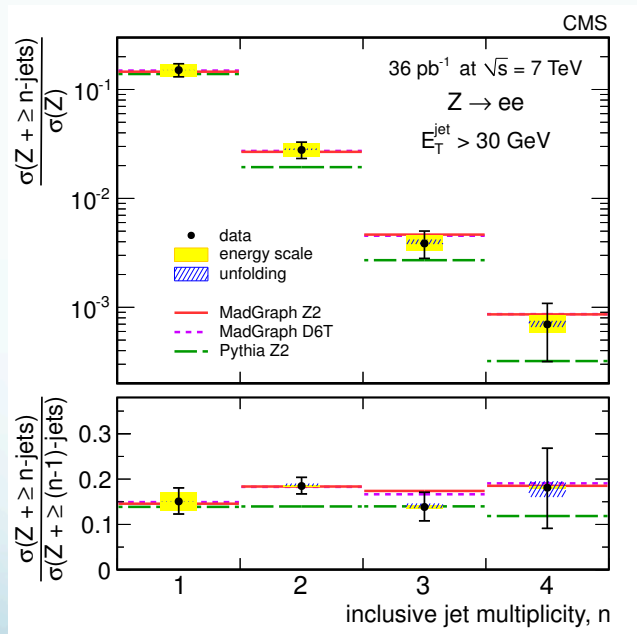 CMS
σ(Z + ≥ n-jets)
σ(Z)
36 pb⁻¹ at √s = 7 TeV
Z → ee
E_T^jet > 30 GeV
10⁻¹
10⁻²
10⁻³
data
energy scale
unfolding
MadGraph Z2
MadGraph D6T
Pythia Z2
σ(Z + ≥ n-jets)
σ(Z + ≥ (n-1)-jets)
0.3
0.2
0.1
0
1 2 3 4
inclusive jet multiplicity, n